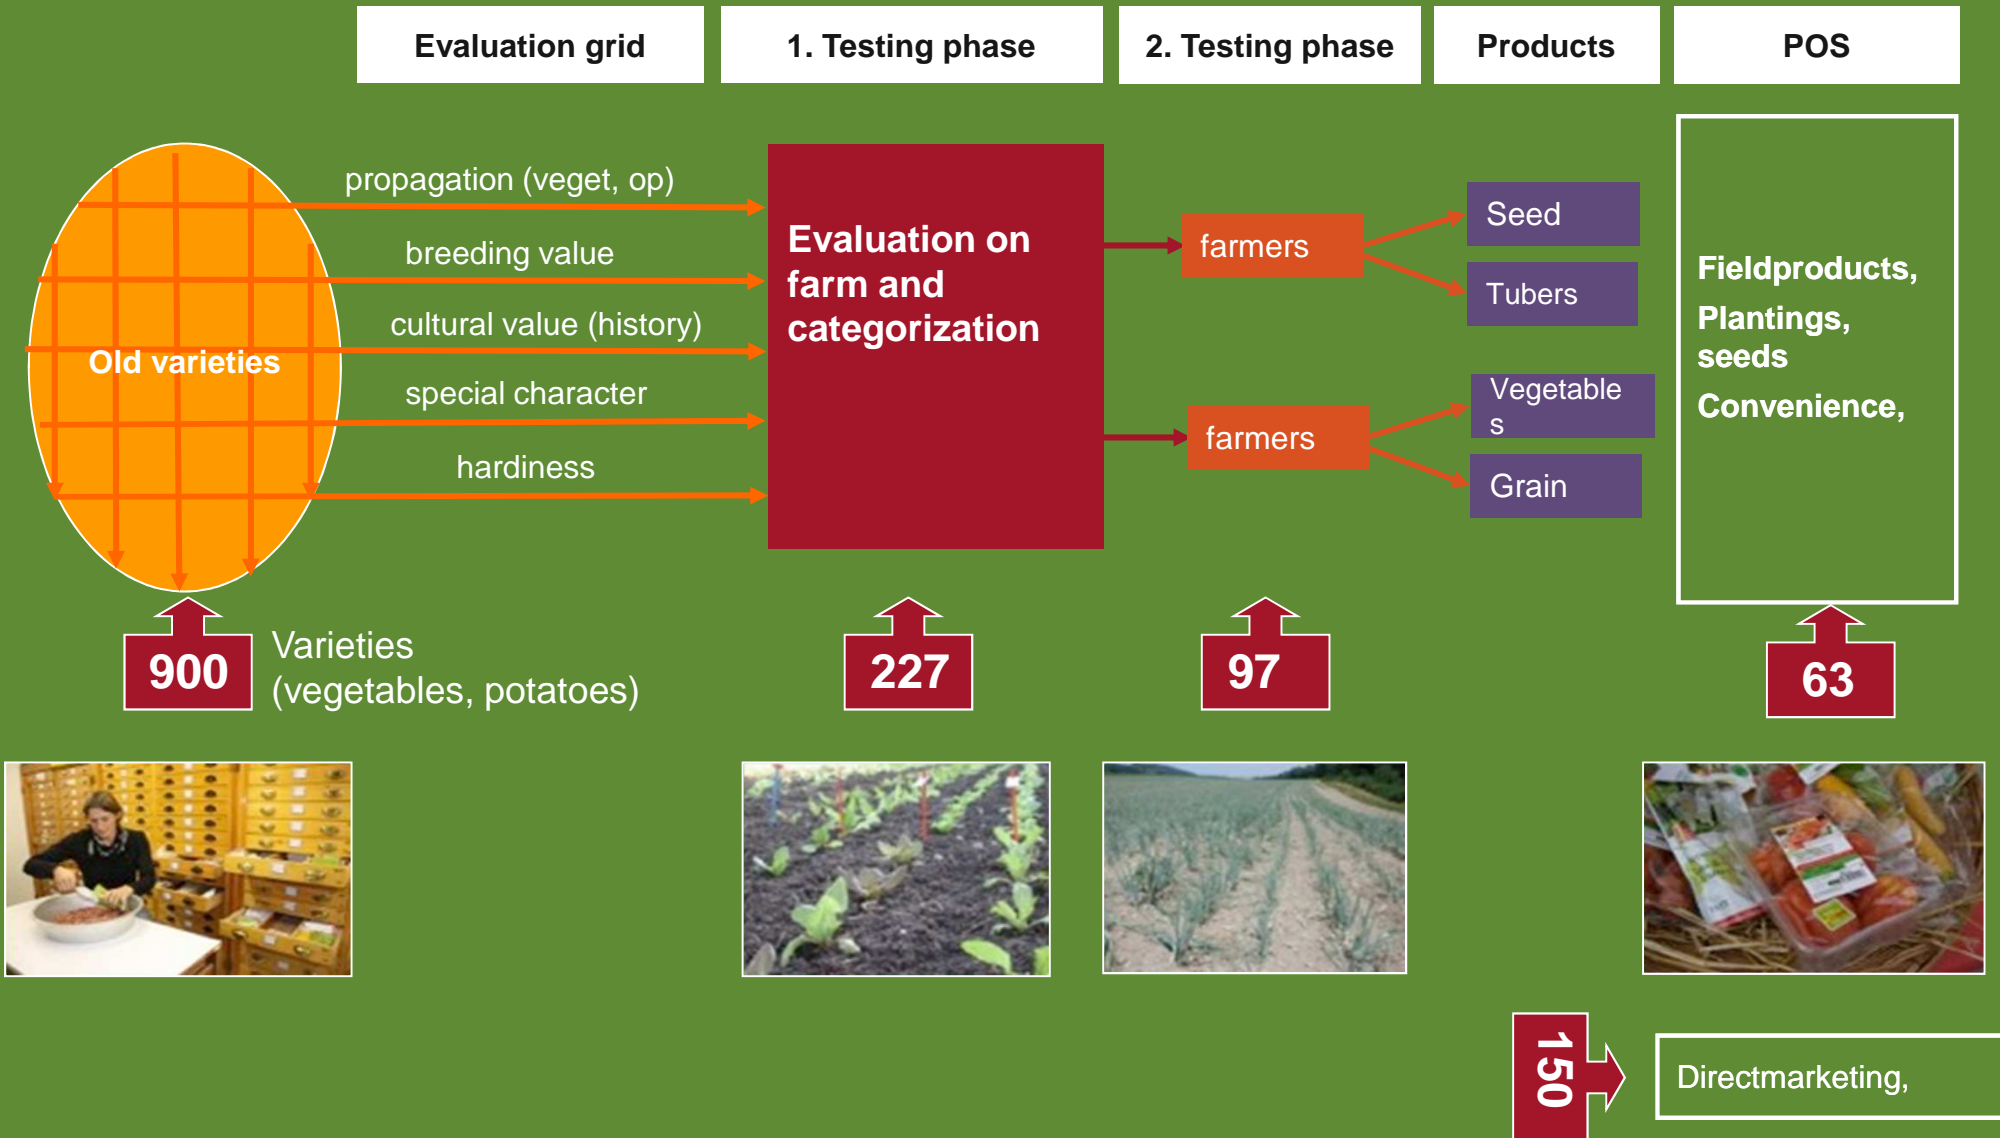 Evaluation grid
1. Testing phase
2. Testing phase
Products
POS
Old varieties
propagation (veget, op)
breeding value
cultural value (history)
special character
hardiness
Evaluation on
farm and
categorization
farmers
farmers
Seed
Tubers
Vegetable
s
Grain
Fieldproducts,
Plantings,
seeds
Convenience,
900
Varieties
(vegetables, potatoes)
227
97
63
150
Directmarketing,